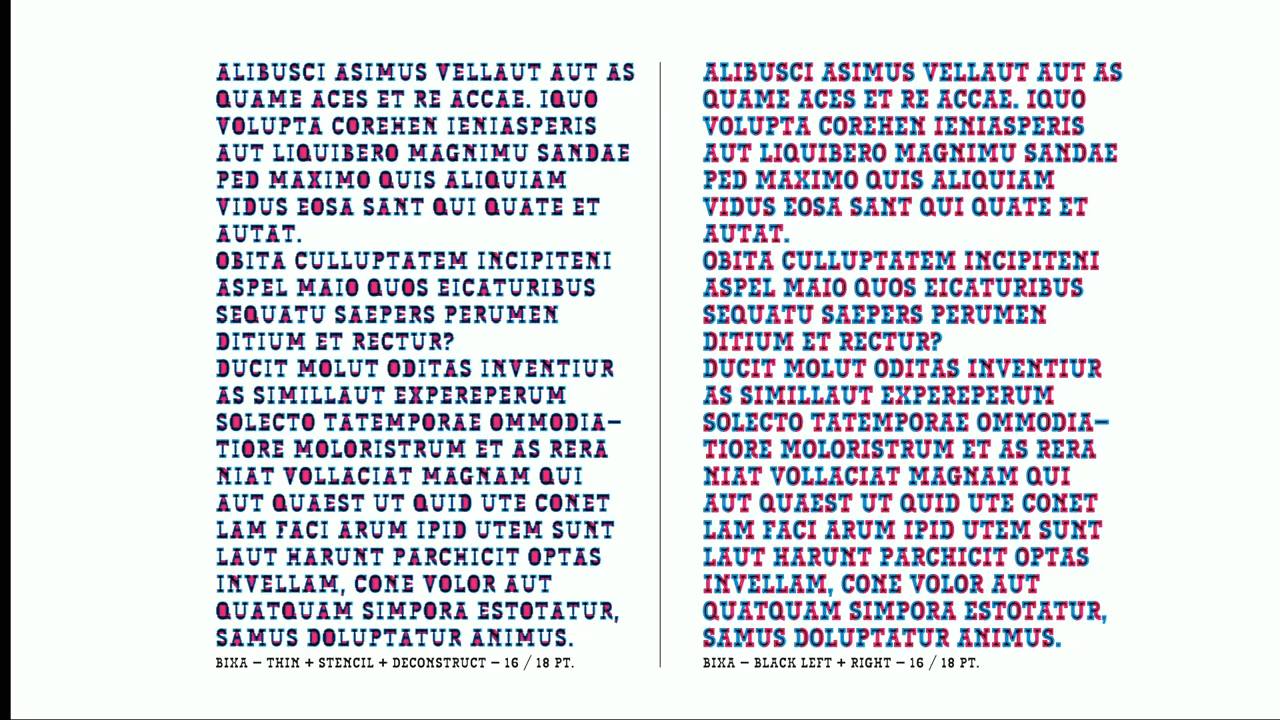 ALIBUSCI ASIMUS VELLAUT AUT AS
QUAME ACES ET RE ACCAE. IQUO
VOLUPTA COREHEN IENIASPERIS
AUT LIQUIBERO MAGNIMU SANDAE
PED MAXIMO QUIS ALIQUIAM
VIDUS EOSA SANT QUI QUATE ET
AUTAT.
OBITA CULLUPTATEM INCIPITENI
ASPEL MAIO QUOS EICATURIBUS
SEQUATU SAEPERS PERUMEN
DITIUM ET RECTUR?
DUCIT MOLUT ODITAS INVENTIUR
AS SIMILLAUT EXPEREPERUM
SOLECTO TATEMPORAE OMMODIA–
TIORE MOLORISTRUM ET AS RERA
NIAT VOLLACIAT MAGNAM QUI
AUT QUAEST UT QUID UTE CONET
LAM FACI ARUM IPID UTEM SUNT
LAUT HARUNT PARCHICIT OPTAS
INVELLAM, CONE VOLOR AUT
QUATQUAM SIMPORA ESTOTATUR,
SAMUS DOLUPTATUR ANIMUS.
BIXA – THIN + STENCIL + DECONSTRUCT – 16 / 18 PT.
ALIBUSCI ASIMUS VELLAUT AUT AS
QUAME ACES ET RE ACCAE. IQUO
VOLUPTA COREHEN IENIASPERIS
AUT LIQUIBERO MAGNIMU SANDAE
PED MAXIMO QUIS ALIQUIAM
VIDUS EOSA SANT QUI QUATE ET
AUTAT.
OBITA CULLUPTATEM INCIPITENI
ASPEL MAIO QUOS EICATURIBUS
SEQUATU SAEPERS PERUMEN
DITIUM ET RECTUR?
DUCIT MOLUT ODITAS INVENTIUR
AS SIMILLAUT EXPEREPERUM
SOLECTO TATEMPORAE OMMODIA–
TIORE MOLORISTRUM ET AS RERA
NIAT VOLLACIAT MAGNAM QUI
AUT QUAEST UT QUID UTE CONET
LAM FACI ARUM IPID UTEM SUNT
LAUT HARUNT PARCHICIT OPTAS
INVELLAM, CONE VOLOR AUT
QUATQUAM SIMPORA ESTOTATUR,
SAMUS DOLUPTATUR ANIMUS.
BIXA – BLACK LEFT + RIGHT – 16 / 18 PT.